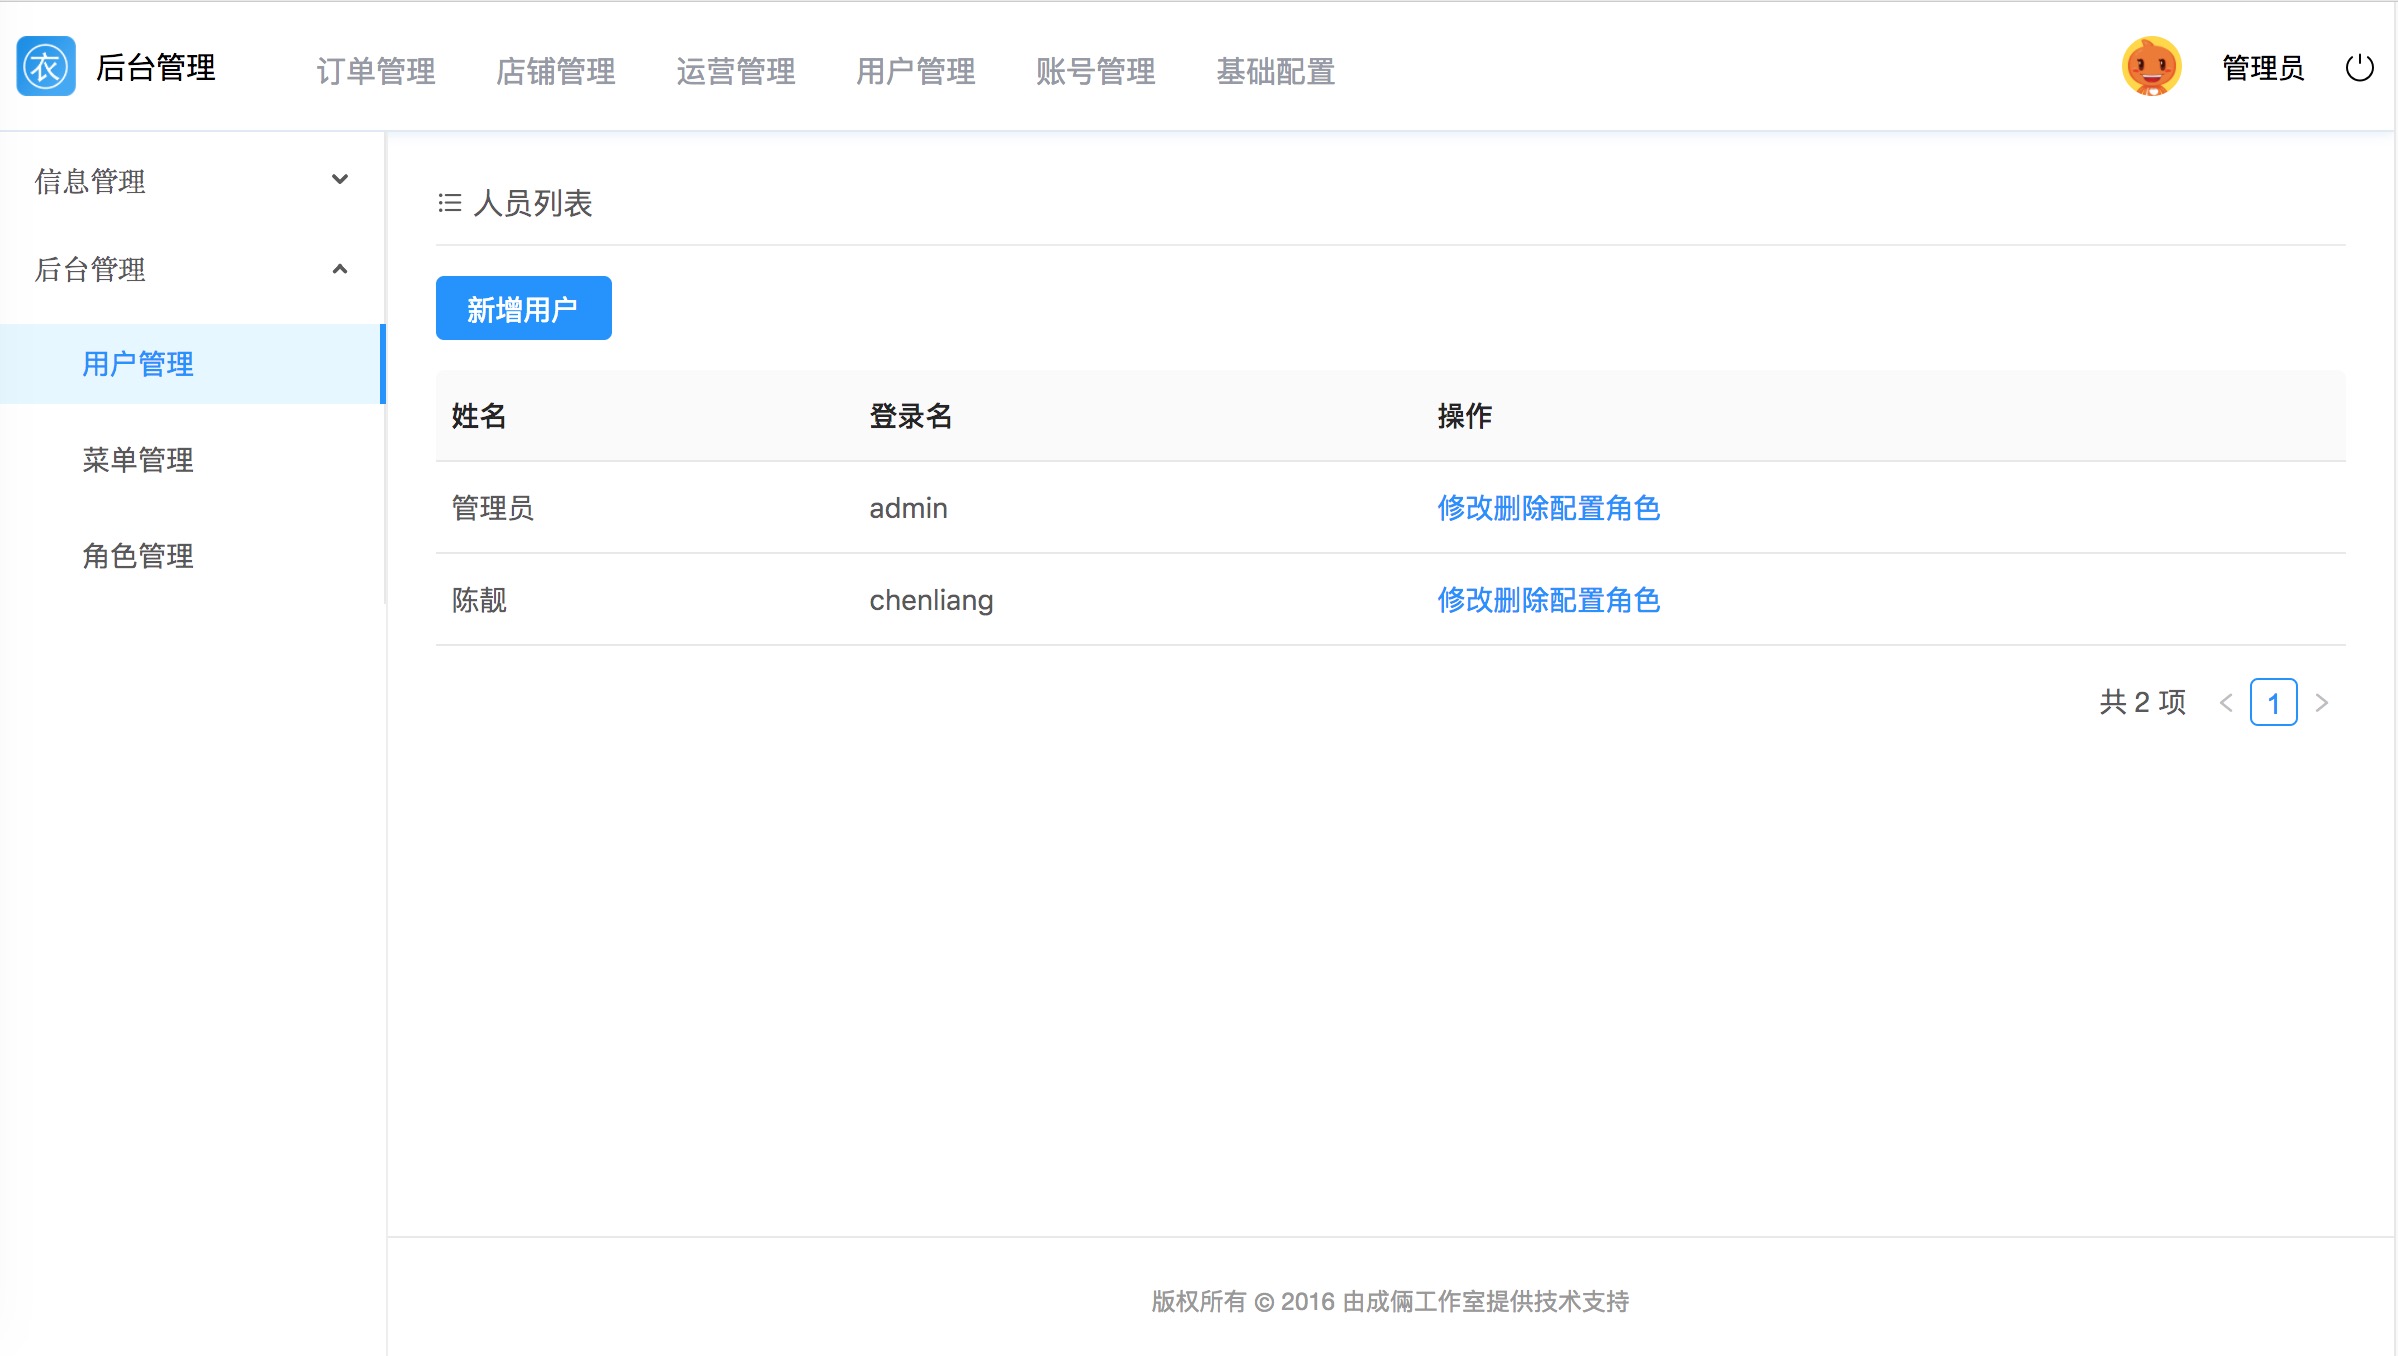 衣 后台管理 订单管理 店铺管理 运营管理 用户管理 账号管理 基础配置 管理员
信息管理
后台管理
用户管理
菜单管理
角色管理
人员列表
新增用户
姓名 登录名 操作
管理员 admin 修改删除配置角色
陈靓 chenliang 修改删除配置角色
共 2 项 < 1 >
版权所有 © 2016 由成倆工作室提供技术支持